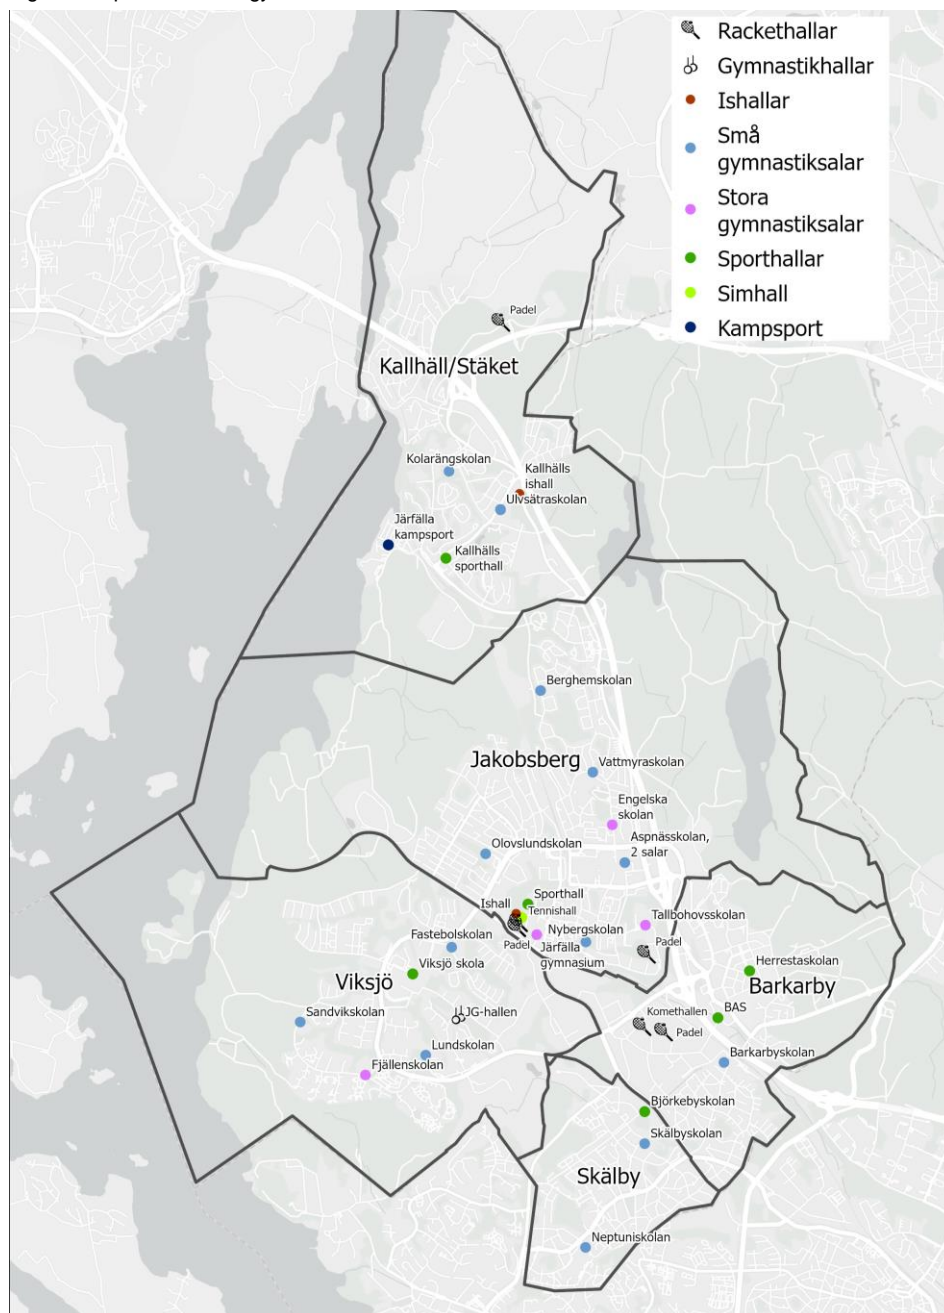 Rackethallar
Gymnastikhallar
Ishallar
Små
gymnastiksalar
Stora
gymnastiksalar
Sporthallar
Simhall
Kampsport
Padel
Kallhäll/Stäket
Kolarängskolan
Kallhälls
ishall
Ulvsätraskolan
Järfälla
kampsport
Kallhälls
sporthall
Berghemskolan
Jakobsberg
Vattmyraskolan
Engelska
skolan
Olovslundskolan
Aspnässkolan,
2 salar
Sporthall
Ishall
Tennishall
Tallbohovsskolan
Nybergskolan
Fastebolskolan
Padel
Järfälla
gymnasium
Padel
Viksjö skola
Herrestaskolan
Viksjö
Barkarby
Sandvikskolan
JG-hallen
Komethallen
BAS
Padel
Lundskolan
Barkarbyskolan
Fjällenskolan
Björkebyskolan
Skälbyskolan
Skälby
Neptuniskolan